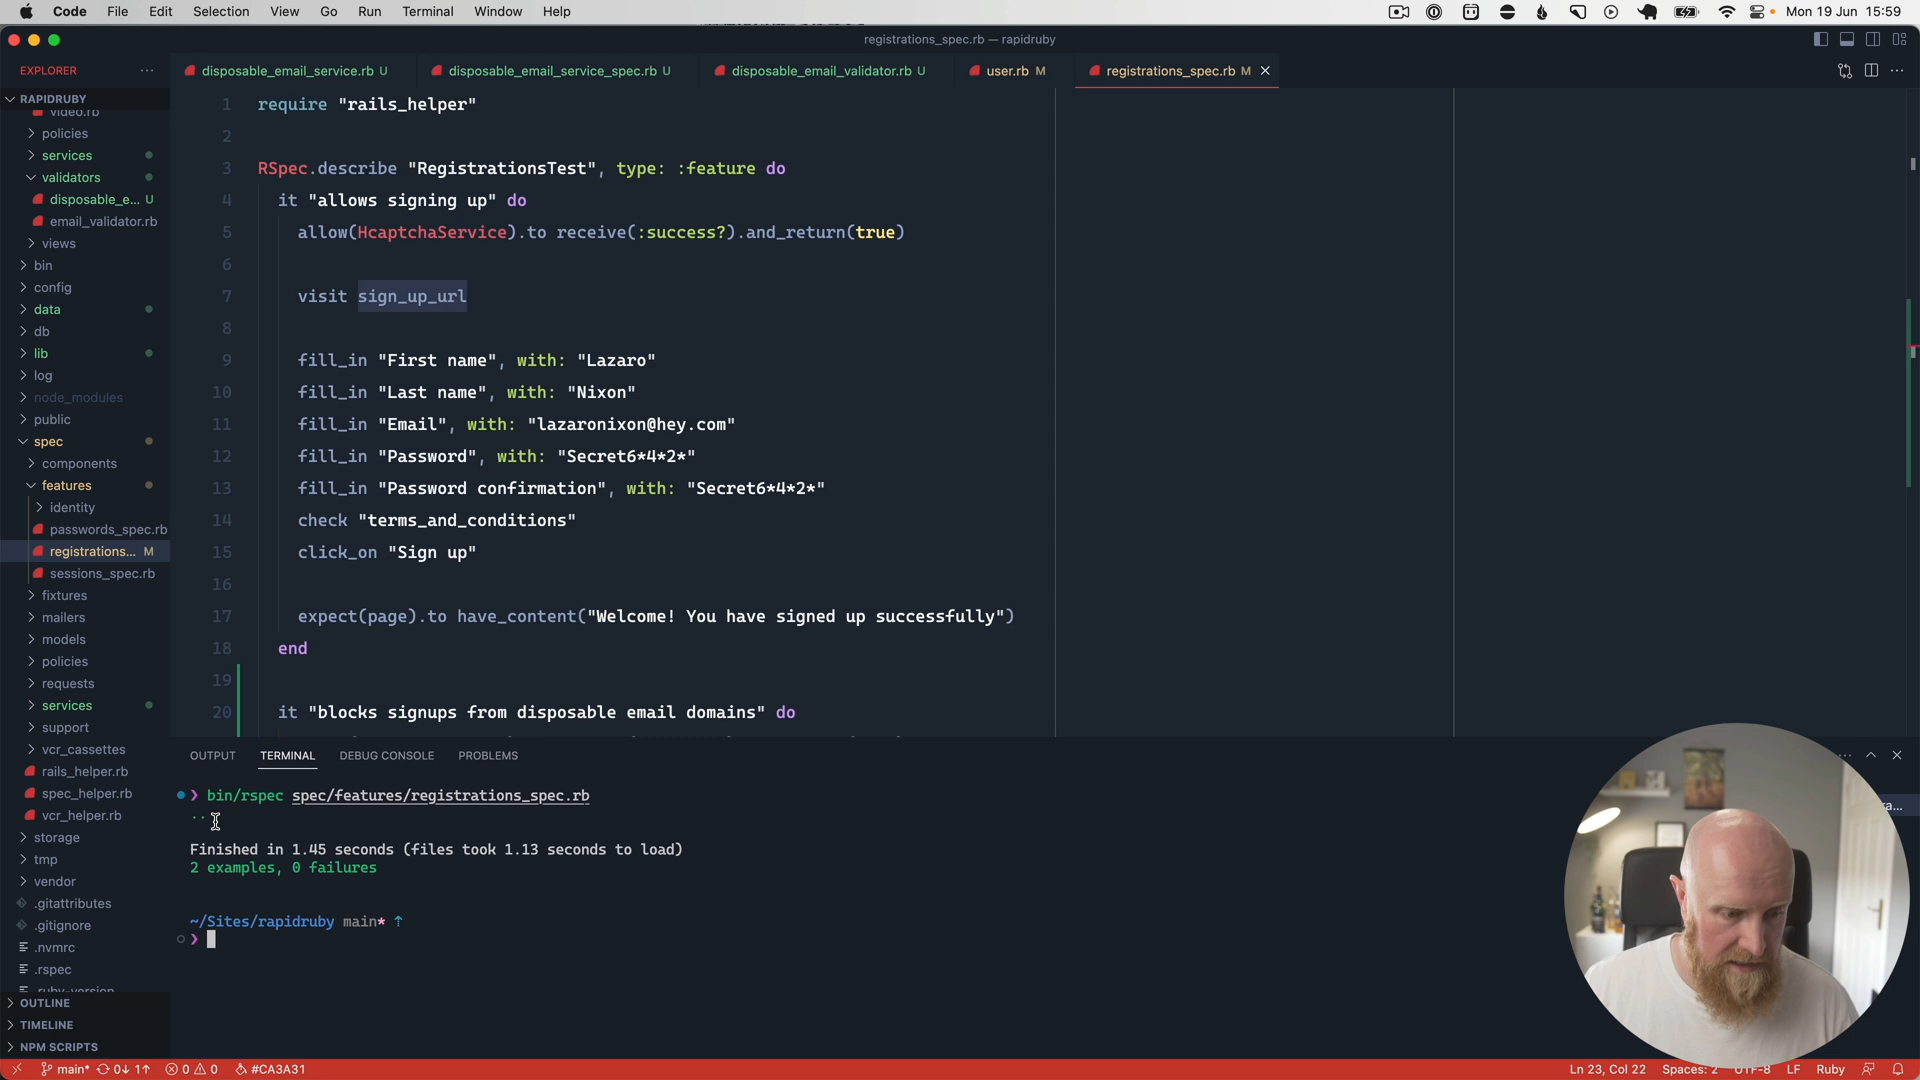 Code File Edit Selection View Go Run Terminal Window Help Mon 19 Jun 15:59
registrations_spec.rb — rapidruby
EXPLORER
disposable_email_service.rb U
disposable_email_service_spec.rb U
disposable_email_validator.rb U
user.rb M
registrations_spec.rb M
RAPIDRUBY
video.rb
policies
services
validators
disposable_e... U
email_validator.rb
views
bin
config
data
db
lib
log
node_modules
public
spec
components
features
identity
passwords_spec.rb
registrations... M
sessions_spec.rb
fixtures
mailers
models
policies
requests
services
support
vcr_cassettes
rails_helper.rb
spec_helper.rb
vcr_helper.rb
storage
tmp
vendor
.gitattributes
.gitignore
.nvmrc
.rspec
.ruby-version
OUTLINE
TIMELINE
NPM SCRIPTS
1 require "rails_helper"
2
3 RSpec.describe "RegistrationsTest", type: :feature do
4 it "allows signing up" do
5 allow(HcaptchaService).to receive(:success?).and_return(true)
6
7 visit sign_up_url
8
9 fill_in "First name", with: "Lazaro"
10 fill_in "Last name", with: "Nixon"
11 fill_in "Email", with: "lazaronixon@hey.com"
12 fill_in "Password", with: "Secret6*4*2*"
13 fill_in "Password confirmation", with: "Secret6*4*2*"
14 check "terms_and_conditions"
15 click_on "Sign up"
16
17 expect(page).to have_content("Welcome! You have signed up successfully")
18 end
19
20 it "blocks signups from disposable email domains" do
OUTPUT TERMINAL DEBUG CONSOLE PROBLEMS
❯ bin/rspec spec/features/registrations_spec.rb
..
Finished in 1.45 seconds (files took 1.13 seconds to load)
2 examples, 0 failures
~/Sites/rapidruby main* ↑
❯
main* 0↓ 1↑ 0 0 #CA3A31
Ln 23, Col 22 Spaces: 2 UTF-8 LF Ruby